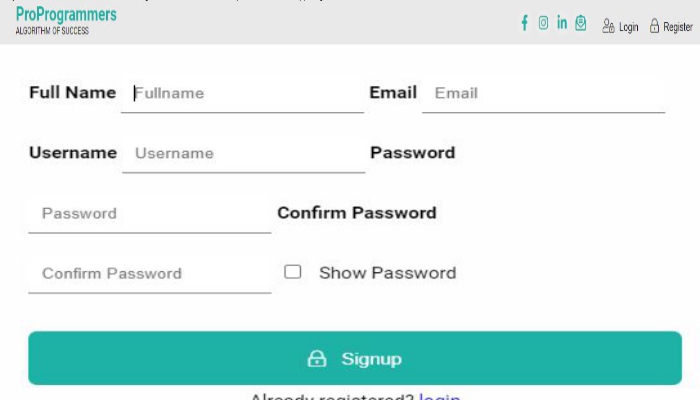 ProProgrammers
ALGORITHM OF SUCCESS
Login Register
Full Name Fullname Email Email
Username Username Password
Password Confirm Password
Confirm Password Show Password
Signup
Already registered? login